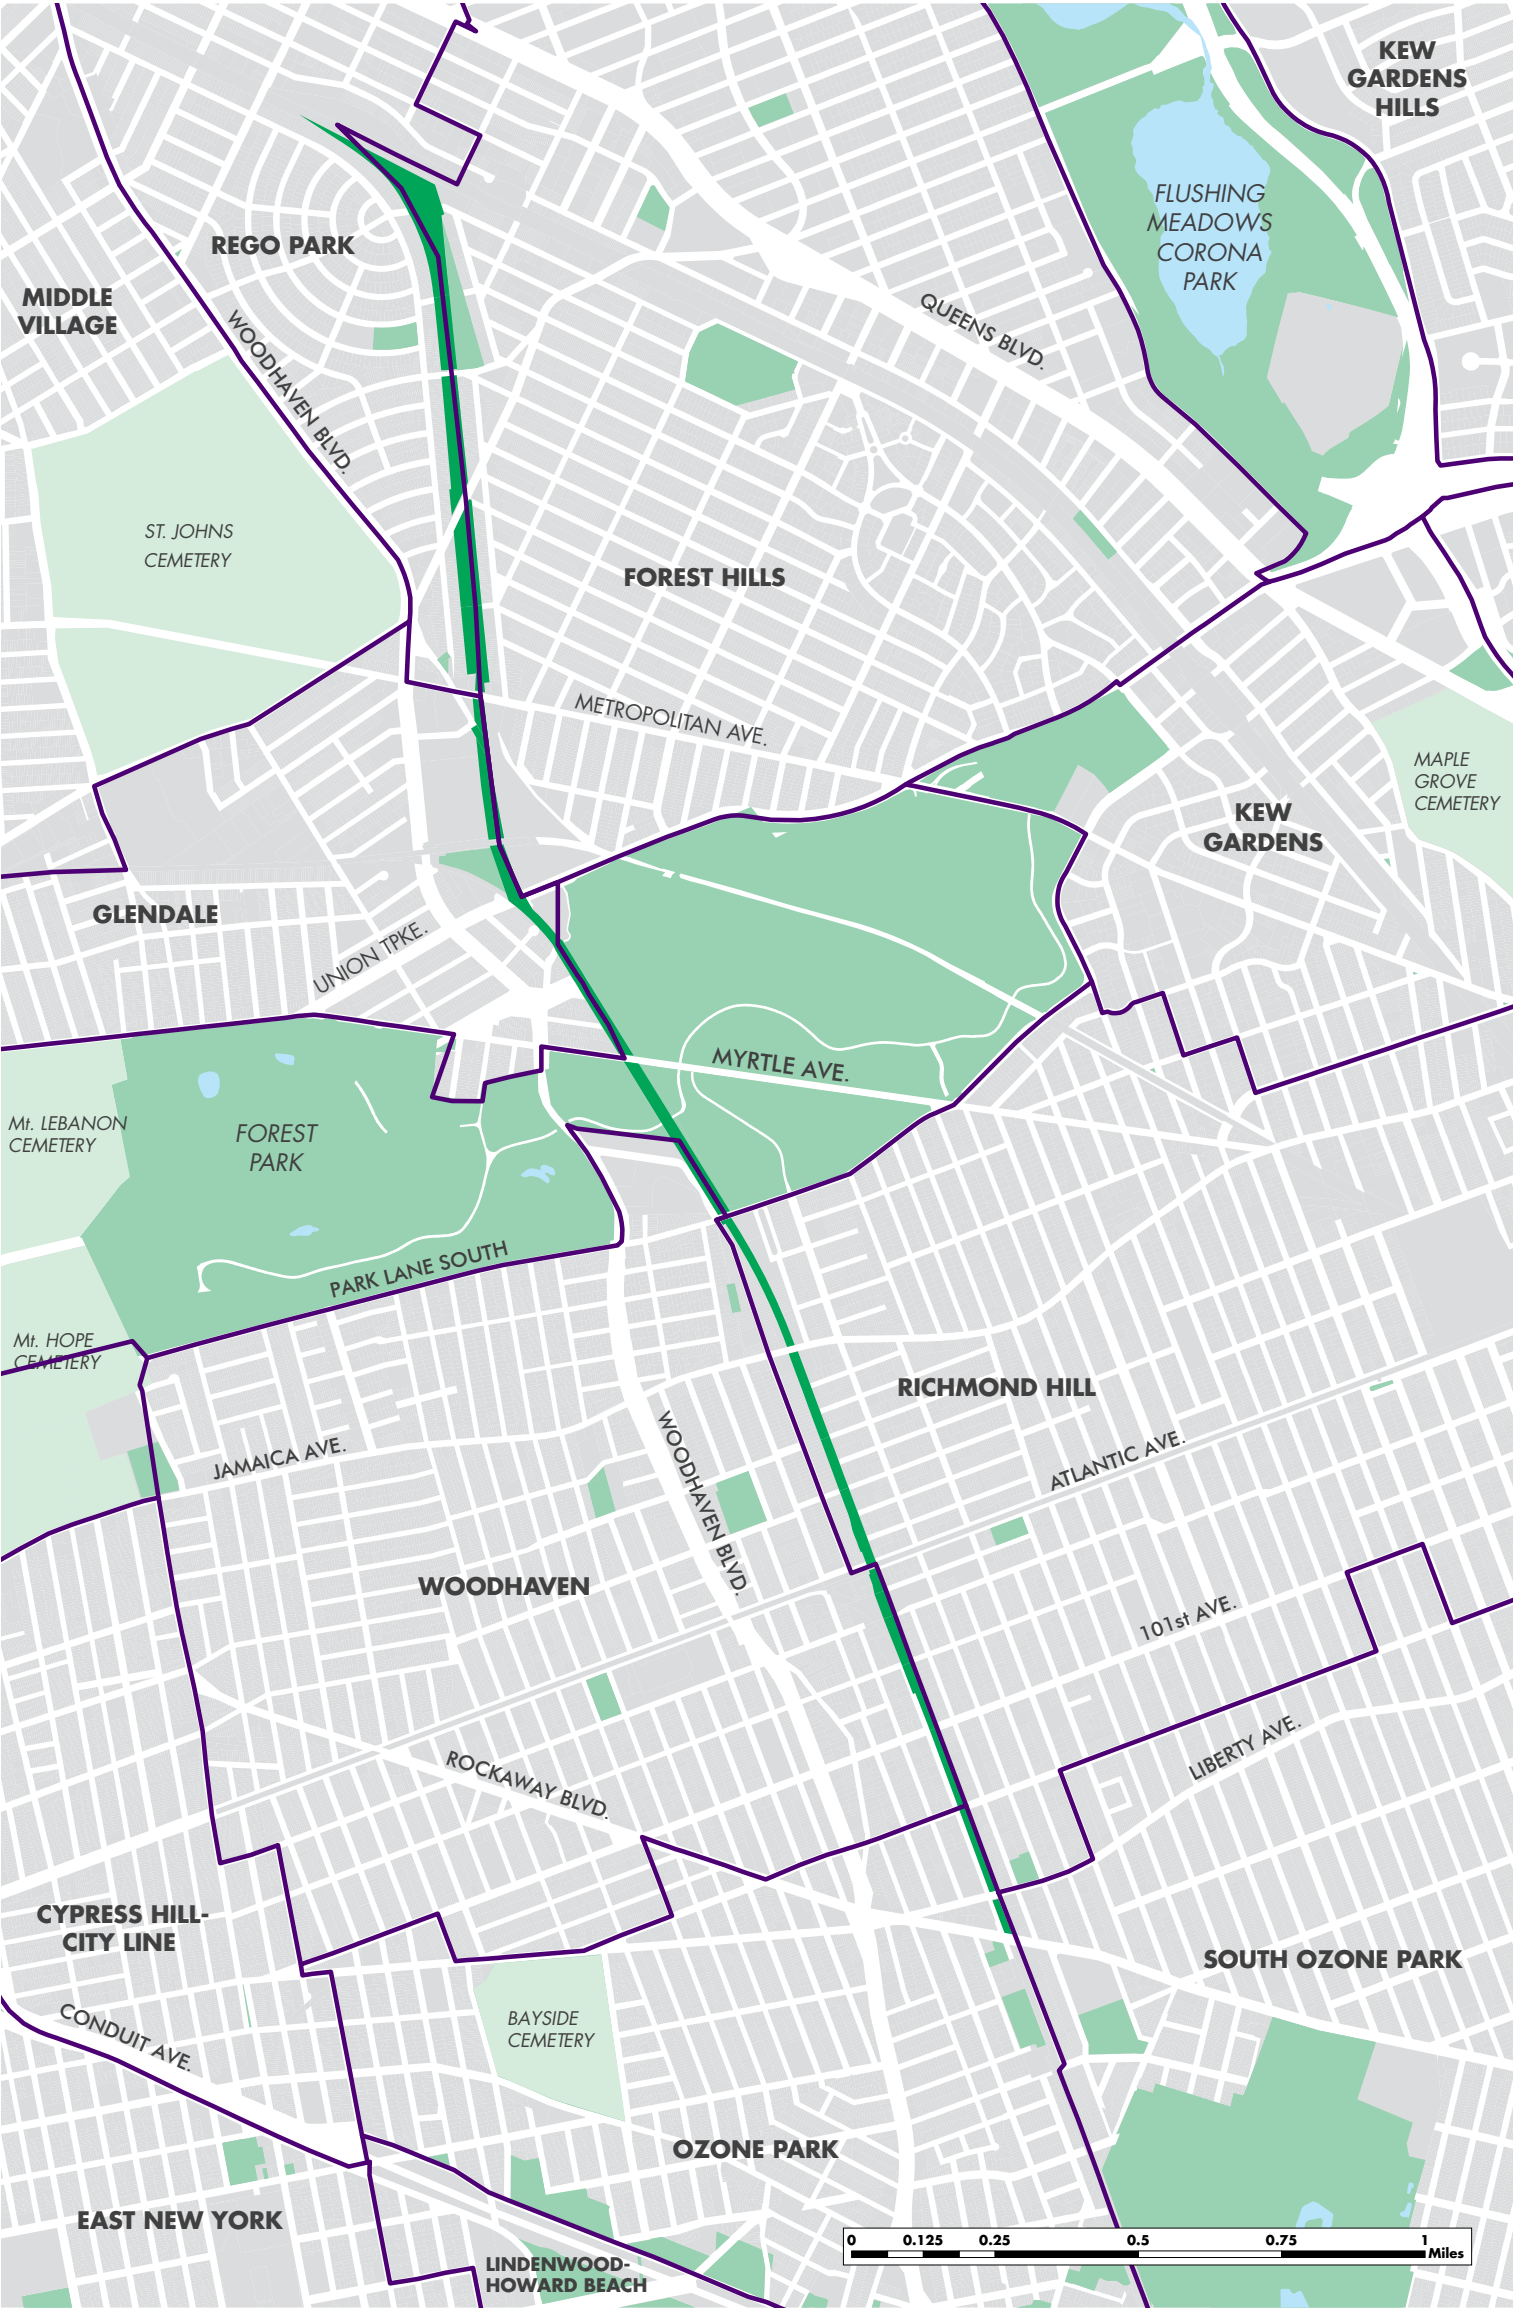 KEW
GARDENS
HILLS
FLUSHING
MEADOWS
CORONA
PARK
REGO PARK
MIDDLE
VILLAGE
WOODHAVEN BLVD.
QUEENS BLVD.
ST. JOHNS
CEMETERY
FOREST HILLS
METROPOLITAN AVE.
MAPLE
GROVE
CEMETERY
KEW
GARDENS
GLENDALE
UNION TPKE.
MYRTLE AVE.
Mt. LEBANON
CEMETERY
FOREST
PARK
PARK LANE SOUTH
Mt. HOPE
CEMETERY
RICHMOND HILL
JAMAICA AVE.
WOODHAVEN BLVD.
ATLANTIC AVE.
WOODHAVEN
101st AVE.
LIBERTY AVE.
ROCKAWAY BLVD.
CYPRESS HILL-
CITY LINE
SOUTH OZONE PARK
CONDUIT AVE.
BAYSIDE
CEMETERY
OZONE PARK
EAST NEW YORK
LINDENWOOD-
HOWARD BEACH
0 0.125 0.25 0.5 0.75 1
Miles